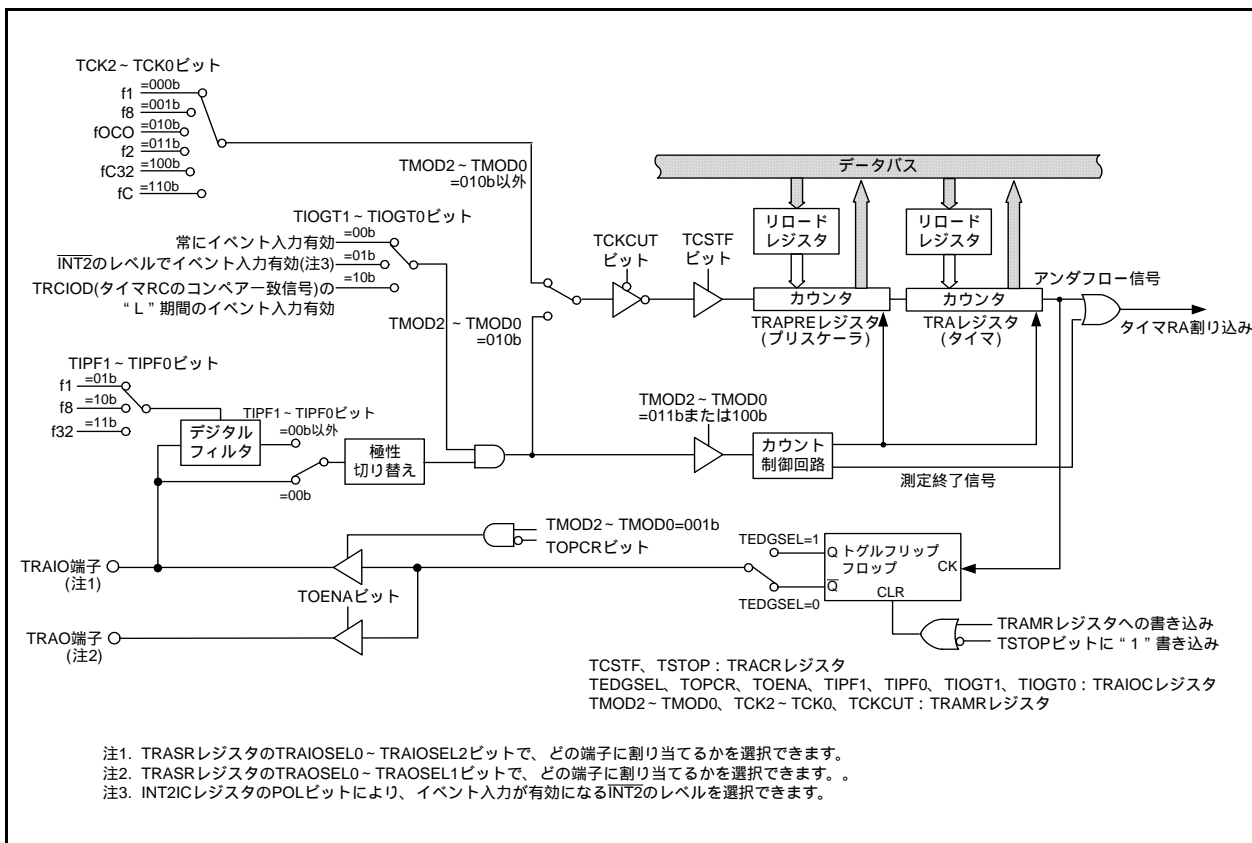 TCK2～TCK0ビット
f1 =000b
f8 =001b
fOCO =010b
f2 =011b
fC32 =100b
fC =110b
TMOD2～TMOD0
=010b以外
データバス
TIOGT1～TIOGT0ビット
常にイベント入力有効 =00b
INT2のレベルでイベント入力有効(注3) =01b
TRCIOD(タイマRCのコンペア一致信号)の =10b
“L”期間のイベント入力有効
TMOD2～TMOD0
=010b
TCKCUT
ビット
TCSTF
ビット
リロード
レジスタ
リロード
レジスタ
カウンタ
カウンタ
TRAPREレジスタ
(プリスケーラ)
TRAレジスタ
(タイマ)
アンダフロー信号
タイマRA割り込み
TIPF1～TIPF0ビット
f1 =01b
f8 =10b
f32 =11b
デジタル
フィルタ
TIPF1～TIPF0ビット
=00b以外
=00b
極性
切り替え
TMOD2～TMOD0
=011bまたは100b
カウント
制御回路
測定終了信号
TMOD2～TMOD0=001b
TOPCRビット
TRAIO端子
(注1)
TOENAビット
TRAO端子
(注2)
TEDGSEL=1
TEDGSEL=0
Q トグルフリップ
フロップ
CK
Q
CLR
TRAMRレジスタへの書き込み
TSTOPビットに“1”書き込み
TCSTF、TSTOP：TRACRレジスタ
TEDGSEL、TOPCR、TOENA、TIPF1、TIPF0、TIOGT1、TIOGT0：TRAIOCレジスタ
TMOD2～TMOD0、TCK2～TCK0、TCKCUT：TRAMRレジスタ
注1. TRASRレジスタのTRAIOSEL0～TRAIOSEL2ビットで、どの端子に割り当てるかを選択できます。
注2. TRASRレジスタのTRAOSEL0～TRAOSEL1ビットで、どの端子に割り当てるかを選択できます。。
注3. INT2ICレジスタのPOLビットにより、イベント入力が有効になるINT2のレベルを選択できます。